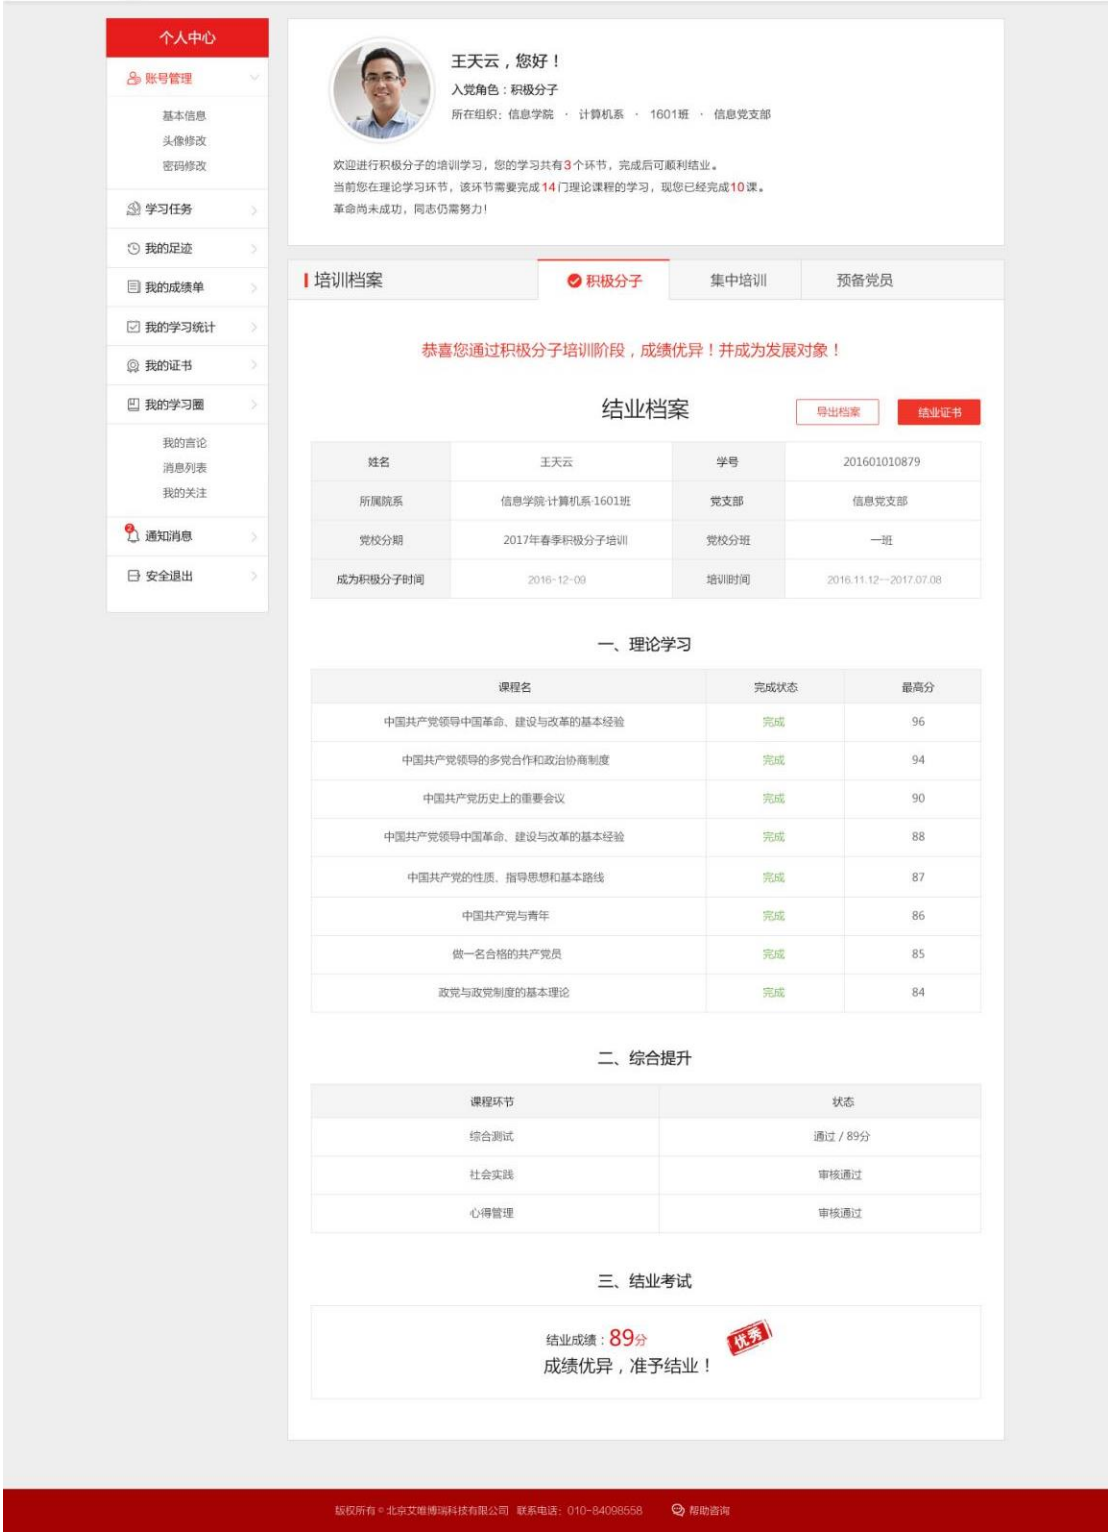 个人中心
账号管理
基本信息
头像修改
密码修改
学习任务
我的足迹
我的成绩单
我的学习统计
我的证书
我的学习圈
我的言论
消息列表
我的关注
2
通知消息
安全退出
王天云，您好！
入党角色：积极分子
所在组织：信息学院 · 计算机系 · 1601班 · 信息党支部
欢迎进行积极分子的培训学习，您的学习共有3个环节，完成后可顺利结业。
当前您在理论学习环节，该环节需要完成14门理论课程的学习，现您已经完成10课。
革命尚未成功，同志仍需努力！
培训档案 积极分子 集中培训 预备党员
恭喜您通过积极分子培训阶段，成绩优异！并成为发展对象！
结业档案 导出档案 结业证书
姓名 王天云 学号 201601010879
所属院系 信息学院·计算机系·1601班 党支部 信息党支部
党校分期 2017年春季积极分子培训 党校分班 一班
成为积极分子时间 2016-12-09 培训时间 2016.11.12--2017.07.08
一、理论学习
课程名 完成状态 最高分
中国共产党领导中国革命、建设与改革的基本经验 完成 96
中国共产党领导的多党合作和政治协商制度 完成 94
中国共产党历史上的重要会议 完成 90
中国共产党领导中国革命、建设与改革的基本经验 完成 88
中国共产党的性质、指导思想和基本路线 完成 87
中国共产党与青年 完成 86
做一名合格的共产党员 完成 85
政党与政党制度的基本理论 完成 84
二、综合提升
课程环节 状态
综合测试 通过 / 89分
社会实践 审核通过
心得管理 审核通过
三、结业考试
结业成绩：89分 优秀
成绩优异，准予结业！
版权所有©北京艾唯博瑞科技有限公司 联系电话：010-84098558 帮助咨询